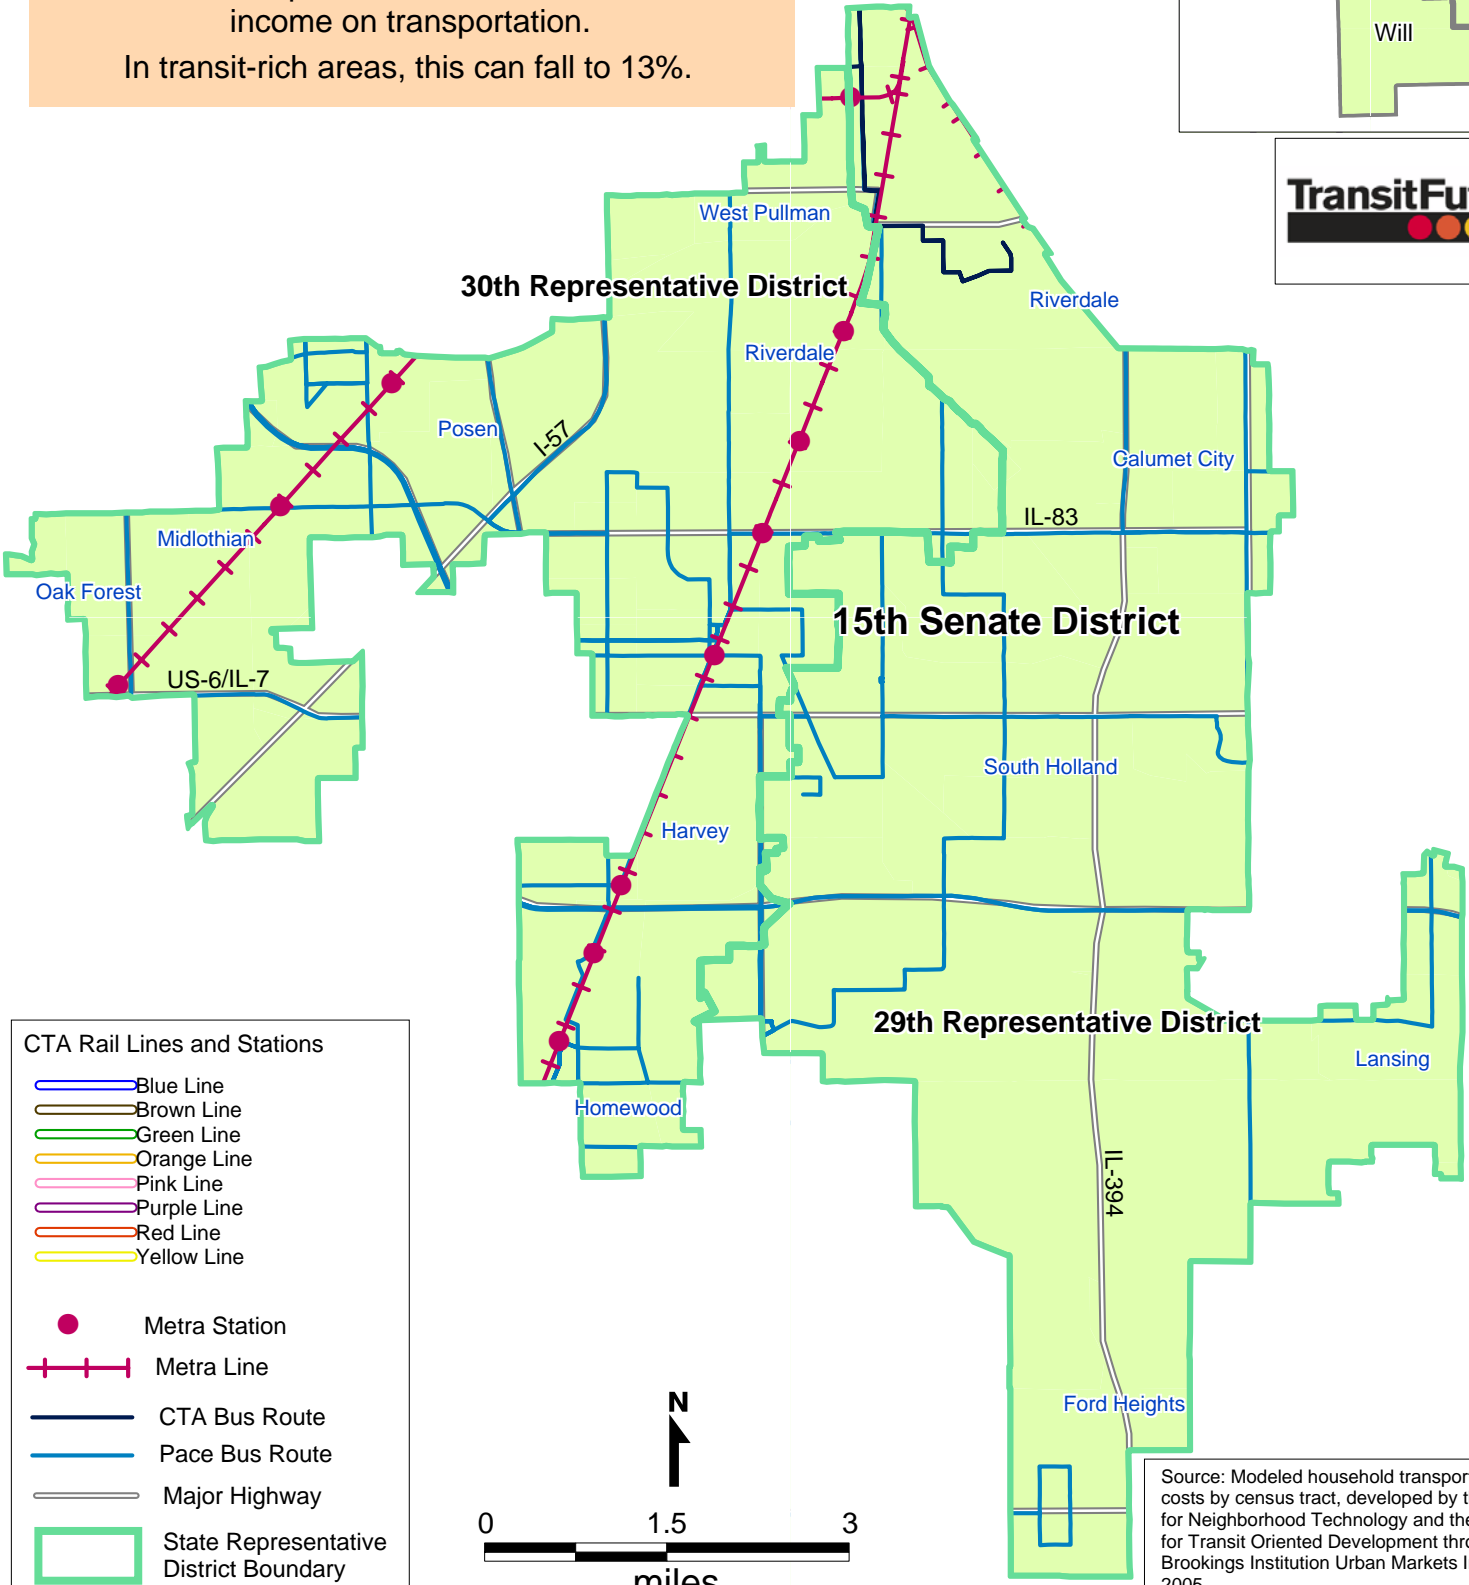 income on transportation.
In transit-rich areas, this can fall to 13%.
Will
West Pullman
30th Representative District
Riverdale
Riverdale
Posen
I-57
Calumet City
IL-83
Midlothian
Oak Forest
15th Senate District
US-6/IL-7
South Holland
Harvey
29th Representative District
Lansing
Homewood
IL-394
Ford Heights
CTA Rail Lines and Stations
Blue Line
Brown Line
Green Line
Orange Line
Pink Line
Purple Line
Red Line
Yellow Line
Metra Station
Metra Line
CTA Bus Route
Pace Bus Route
Major Highway
State Representative
District Boundary
N
0 1.5 3
miles
Source: Modeled household transpor
costs by census tract, developed by t
for Neighborhood Technology and the
for Transit Oriented Development thro
Brookings Institution Urban Markets I
2005
TransitFu